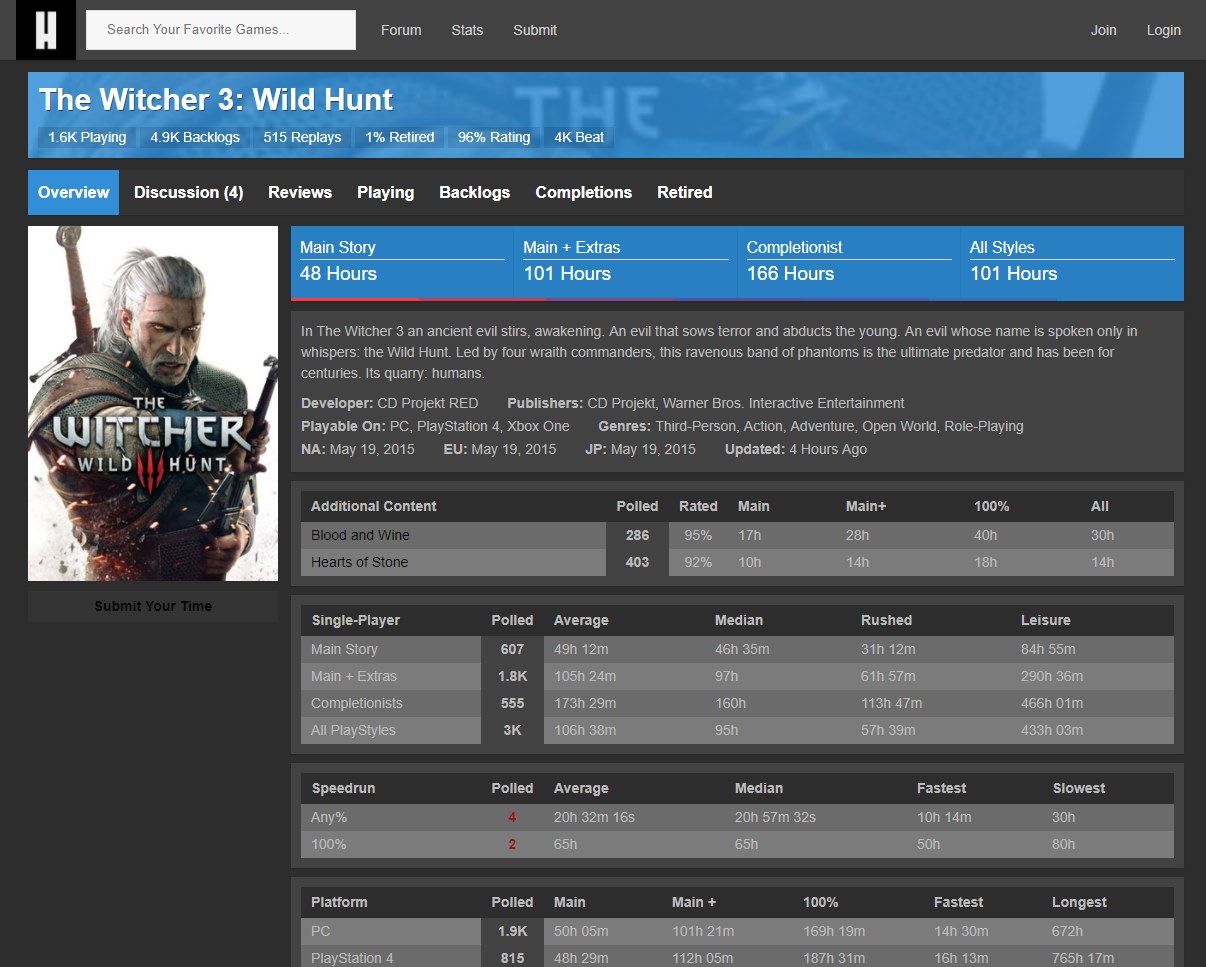 H
Search Your Favorite Games... Forum Stats Submit Join Login
THE
The Witcher 3: Wild Hunt
1.6K Playing 4.9K Backlogs 515 Replays 1% Retired 96% Rating 4K Beat
Overview Discussion (4) Reviews Playing Backlogs Completions Retired
THE
WITCHER
WILD HUNT
Submit Your Time
Main Story Main + Extras Completionist All Styles
48 Hours 101 Hours 166 Hours 101 Hours
In The Witcher 3 an ancient evil stirs, awakening. An evil that sows terror and abducts the young. An evil whose name is spoken only in
whispers: the Wild Hunt. Led by four wraith commanders, this ravenous band of phantoms is the ultimate predator and has been for
centuries. Its quarry: humans.
Developer: CD Projekt RED Publishers: CD Projekt, Warner Bros. Interactive Entertainment
Playable On: PC, PlayStation 4, Xbox One Genres: Third-Person, Action, Adventure, Open World, Role-Playing
NA: May 19, 2015 EU: May 19, 2015 JP: May 19, 2015 Updated: 4 Hours Ago
Additional Content Polled Rated Main Main+ 100% All
Blood and Wine 286 95% 17h 28h 40h 30h
Hearts of Stone 403 92% 10h 14h 18h 14h
Single-Player Polled Average Median Rushed Leisure
Main Story 607 49h 12m 46h 35m 31h 12m 84h 55m
Main + Extras 1.8K 105h 24m 97h 61h 57m 290h 36m
Completionists 555 173h 29m 160h 113h 47m 466h 01m
All PlayStyles 3K 106h 38m 95h 57h 39m 433h 03m
Speedrun Polled Average Median Fastest Slowest
Any% 4 20h 32m 16s 20h 57m 32s 10h 14m 30h
100% 2 65h 65h 50h 80h
Platform Polled Main Main + 100% Fastest Longest
PC 1.9K 50h 05m 101h 21m 169h 19m 14h 30m 672h
PlayStation 4 815 48h 29m 112h 05m 187h 31m 16h 13m 765h 17m